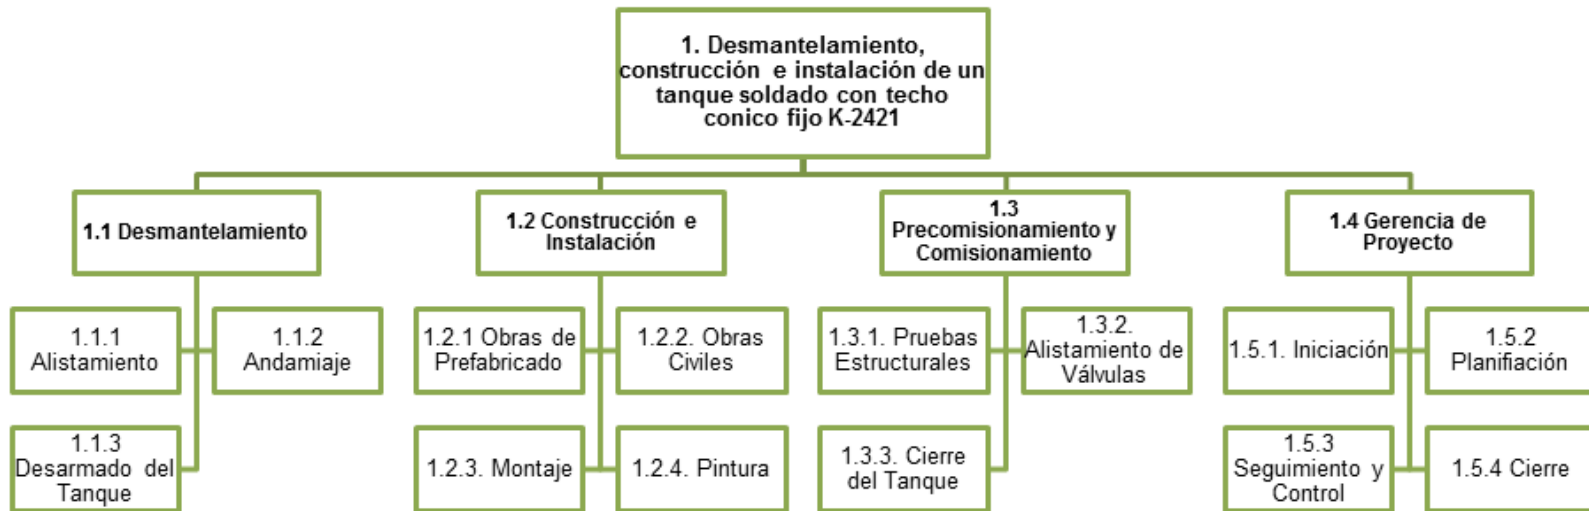 1. Desmantelamiento,
construcción e instalación de un
tanque soldado con techo
conico fijo K-2421
1.1 Desmantelamiento
1.2 Construcción e
Instalación
1.3
Precomisionamiento y
Comisionamiento
1.4 Gerencia de
Proyecto
1.1.1
Alistamiento
1.1.2
Andamiaje
1.2.1 Obras de
Prefabricado
1.2.2. Obras
Civiles
1.3.1. Pruebas
Estructurales
1.3.2.
Alistamiento de
Válvulas
1.5.1. Iniciación
1.5.2
Planifiación
1.1.3
Desarmado del
Tanque
1.2.3. Montaje
1.2.4. Pintura
1.3.3. Cierre
del Tanque
1.5.3
Seguimiento y
Control
1.5.4 Cierre